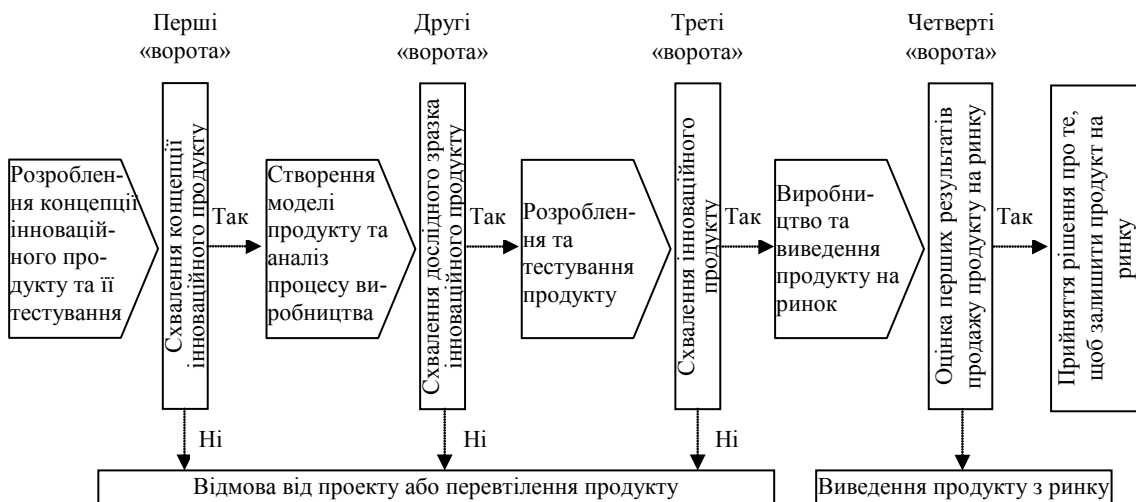 Перші
«ворота»
Другі
«ворота»
Треті
«ворота»
Четверті
«ворота»
Розроблен-
ня концепції
інновацій-
ного про-
дукту та її
тестування
Схвалення концепції
інноваційного продукту
Так
Створення
моделі
продукту та
аналіз
процесу ви-
робництва
Схвалення дослідного зразка
інноваційного продукту
Так
Розроблен-
ня та
тестування
продукту
Схвалення інноваційного
продукту
Так
Виробни-
цтво та
виведення
продукту на
ринок
Оцінка перших результатів
продажу продукту на ринку
Так
Прийняття рішення про те,
щоб залишити продукт на
ринку
Ні
Ні
Ні
Відмова від проекту або перевтілення продукту
Виведення продукту з ринку